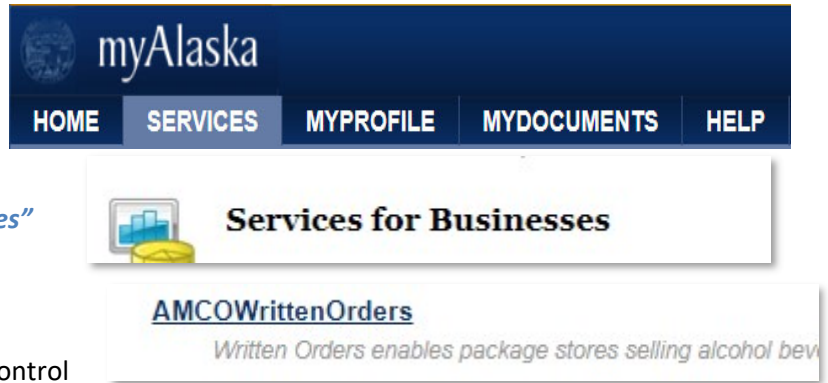 myAlaska
HOME SERVICES MYPROFILE MYDOCUMENTS HELP
es”
Services for Businesses
AMCOWrittenOrders
Written Orders enables package stores selling alcohol bev
ontrol